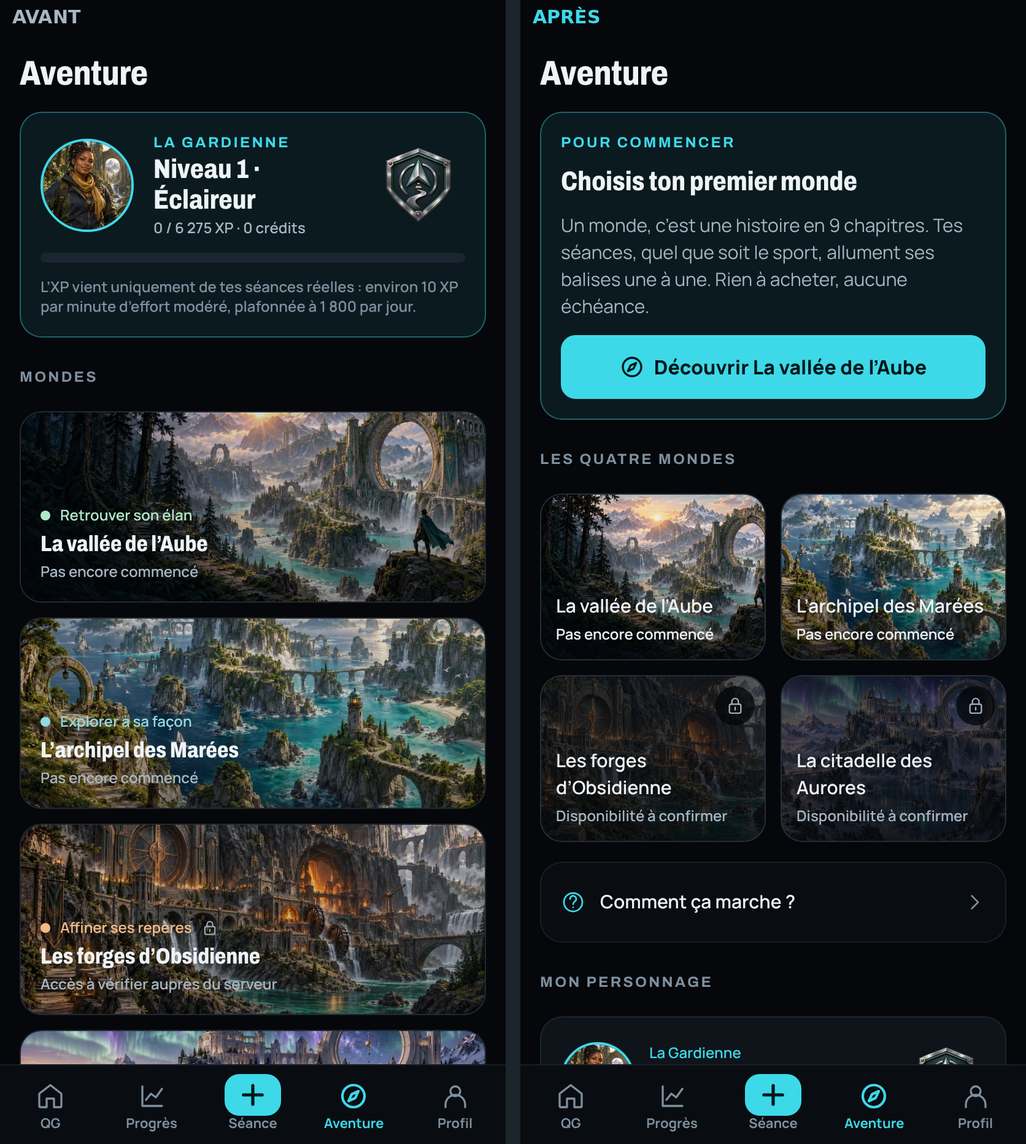 AVANT
Aventure
LA GARDIENNE
Niveau 1 ·
Éclaireur
0 / 6 275 XP · 0 crédits
L’XP vient uniquement de tes séances réelles : environ 10 XP
par minute d’effort modéré, plafonnée à 1 800 par jour.
MONDES
Retrouver son élan
La vallée de l’Aube
Pas encore commencé
Explorer à sa façon
L’archipel des Marées
Pas encore commencé
Affiner ses repères
Les forges d’Obsidienne
Accès à vérifier auprès du serveur
QG
Progrès
Séance
Aventure
Profil
APRÈS
Aventure
POUR COMMENCER
Choisis ton premier monde
Un monde, c’est une histoire en 9 chapitres. Tes
séances, quel que soit le sport, allument ses
balises une à une. Rien à acheter, aucune
échéance.
Découvrir La vallée de l’Aube
LES QUATRE MONDES
La vallée de l’Aube
Pas encore commencé
L’archipel des Marées
Pas encore commencé
Les forges
d’Obsidienne
Disponibilité à confirmer
La citadelle des
Aurores
Disponibilité à confirmer
Comment ça marche ?
MON PERSONNAGE
La Gardienne
QG
Progrès
Séance
Aventure
Profil